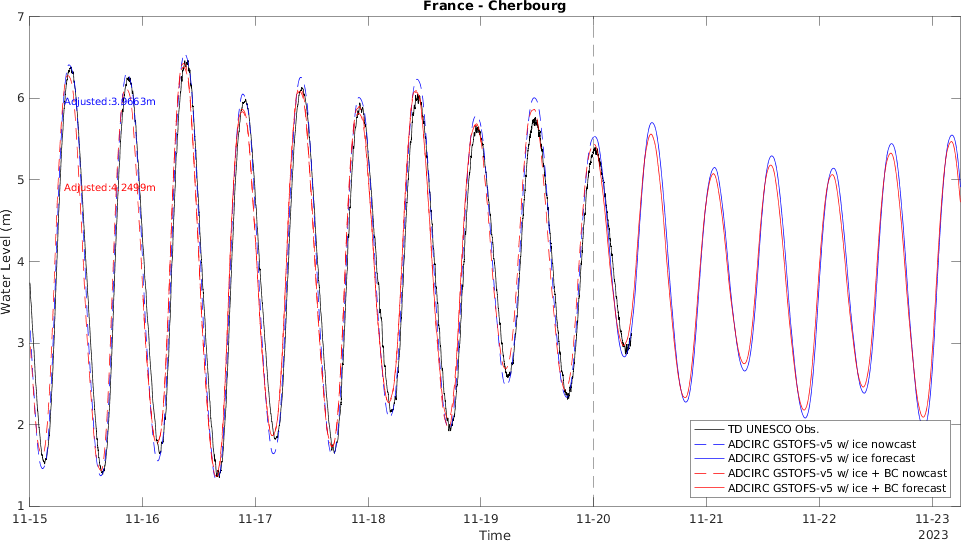 France - Cherbourg
7
6
5
4
3
2
1
Water Level (m)
Adjusted:3.9663m
Adjusted:4.2499m
TD UNESCO Obs.
ADCIRC GSTOFS-v5 w/ ice nowcast
ADCIRC GSTOFS-v5 w/ ice forecast
ADCIRC GSTOFS-v5 w/ ice + BC nowcast
ADCIRC GSTOFS-v5 w/ ice + BC forecast
11-15 11-16 11-17 11-18 11-19 11-20 11-21 11-22 11-23
Time
2023